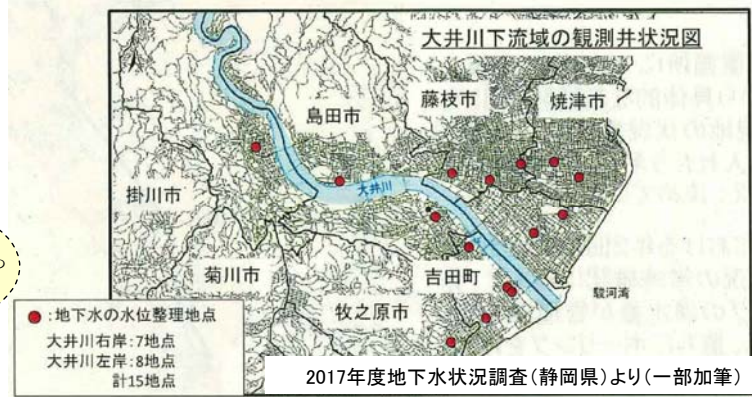 大井川下流域の観測井状況図
藤枝市
焼津市
島田市
大井川
掛川市
菊川市
吉田町
牧之原市
駿河湾
●:地下水の水位整理地点
大井川右岸:7地点
大井川左岸:8地点
計15地点
2017年度地下水状況調査(静岡県)より(一部加筆)